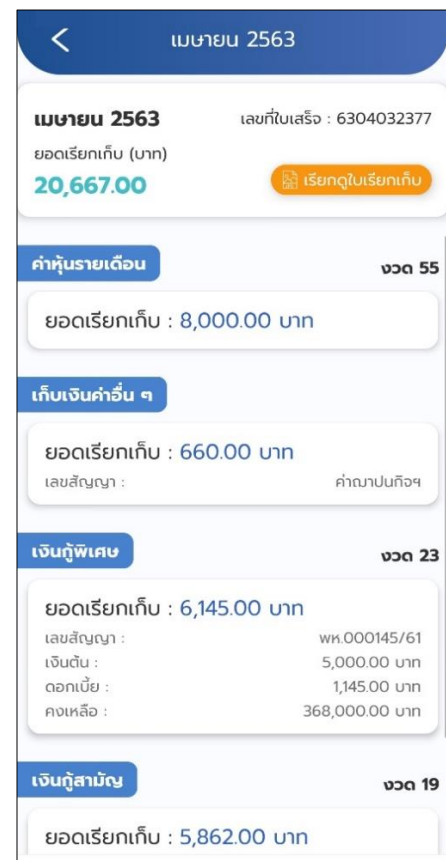 เมษายน 2563
เมษายน 2563 เลขที่ใบเสร็จ : 6304032377
ยอดเรียกเก็บ (บาท)
20,667.00 เรียกดูใบเรียกเก็บ
ค่าหุ้นรายเดือน งวด 55
ยอดเรียกเก็บ : 8,000.00 บาท
เก็บเงินค่าอื่น ๆ
ยอดเรียกเก็บ : 660.00 บาท
เลขสัญญา : ค่าฌาปนกิจฯ
เงินกู้พิเศษ งวด 23
ยอดเรียกเก็บ : 6,145.00 บาท
เลขสัญญา : พห.000145/61
เงินต้น : 5,000.00 บาท
ดอกเบี้ย : 1,145.00 บาท
คงเหลือ : 368,000.00 บาท
เงินกู้สามัญ งวด 19
ยอดเรียกเก็บ : 5,862.00 บาท